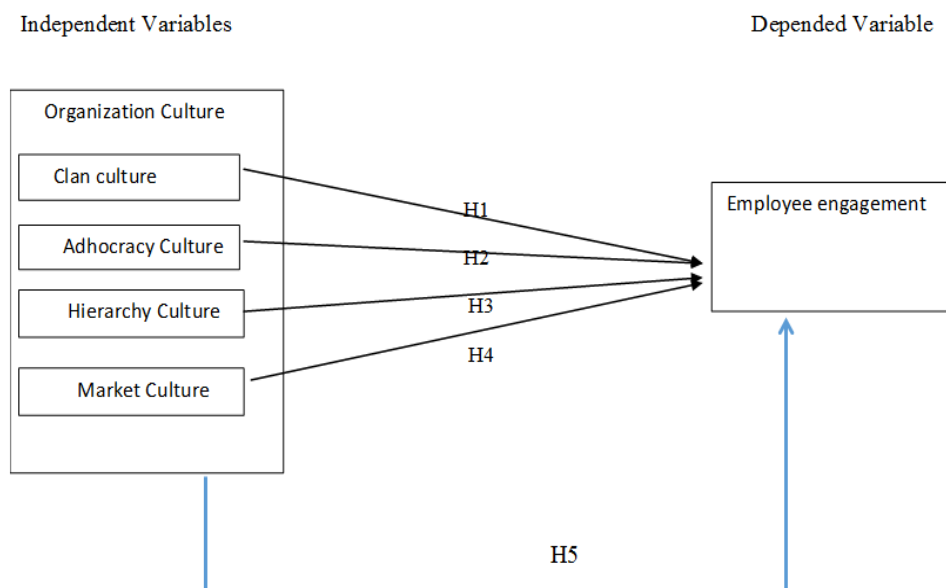 Independent Variables
Depended Variable
Organization Culture
Clan culture
Adhocracy Culture
Hierarchy Culture
Market Culture
H1
H2
H3
H4
Employee engagement
H5